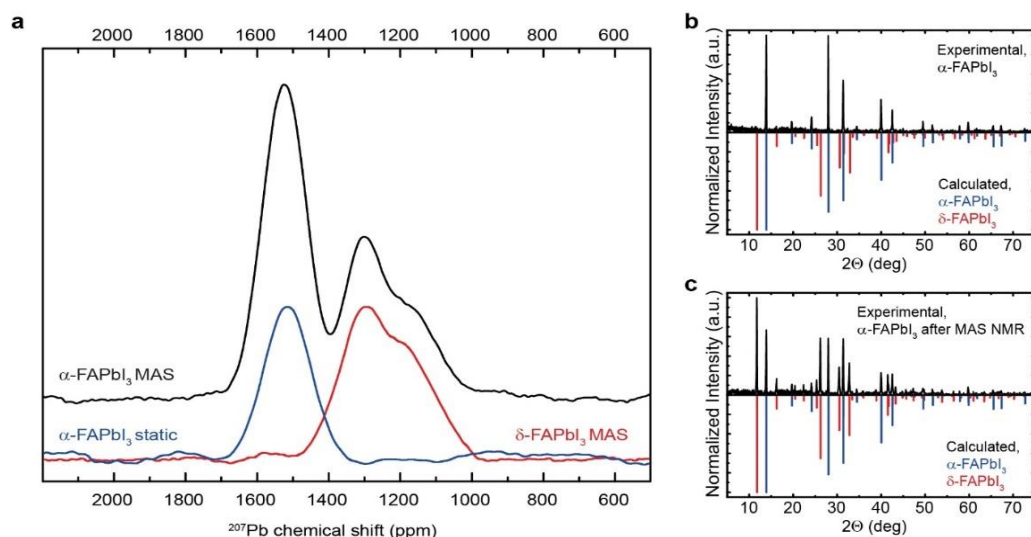 a
2000 1800 1600 1400 1200 1000 800 600
α-FAPbI₃ MAS
α-FAPbI₃ static
δ-FAPbI₃ MAS
2000 1800 1600 1400 1200 1000 800 600
²⁰⁷Pb chemical shift (ppm)
b
Normalized Intensity (a.u.)
Experimental,
α-FAPbI₃
Calculated,
α-FAPbI₃
δ-FAPbI₃
10 20 30 40 50 60 70
2Θ (deg)
c
Normalized Intensity (a.u.)
Experimental,
α-FAPbI₃ after MAS NMR
Calculated,
α-FAPbI₃
δ-FAPbI₃
10 20 30 40 50 60 70
2Θ (deg)